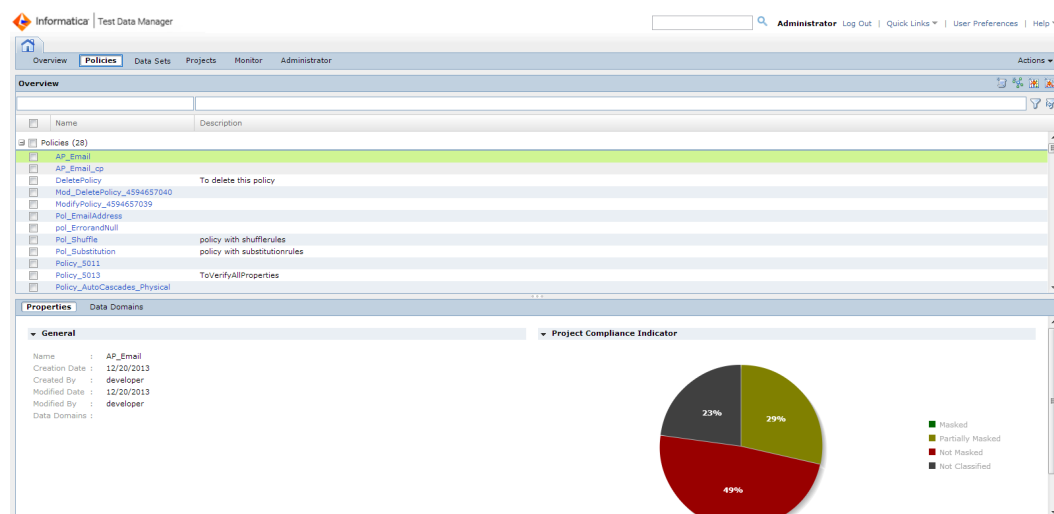 Informatica Test Data Manager
Administrator Log Out | Quick Links | User Preferences | Help
Overview Policies Data Sets Projects Monitor Administrator Actions
Overview
Name Description
Policies (28)
AP_Email
AP_Email_cp
DeletePolicy To delete this policy
Mod_DeletePolicy_4594657040
ModifyPolicy_4594657039
Pol_EmailAddress
pol_ErrorandNull
Pol_Shuffle policy with shufflerules
Pol_Substitution policy with substitutionrules
Policy_5011
Policy_5013 ToVerifyAllProperties
Policy_AutoCascades_Physical
Properties Data Domains
General
Name : AP_Email
Creation Date : 12/20/2013
Created By : developer
Modified Date : 12/20/2013
Modified By : developer
Data Domains :
Project Compliance Indicator
23%
29%
49%
Masked
Partially Masked
Not Masked
Not Classified